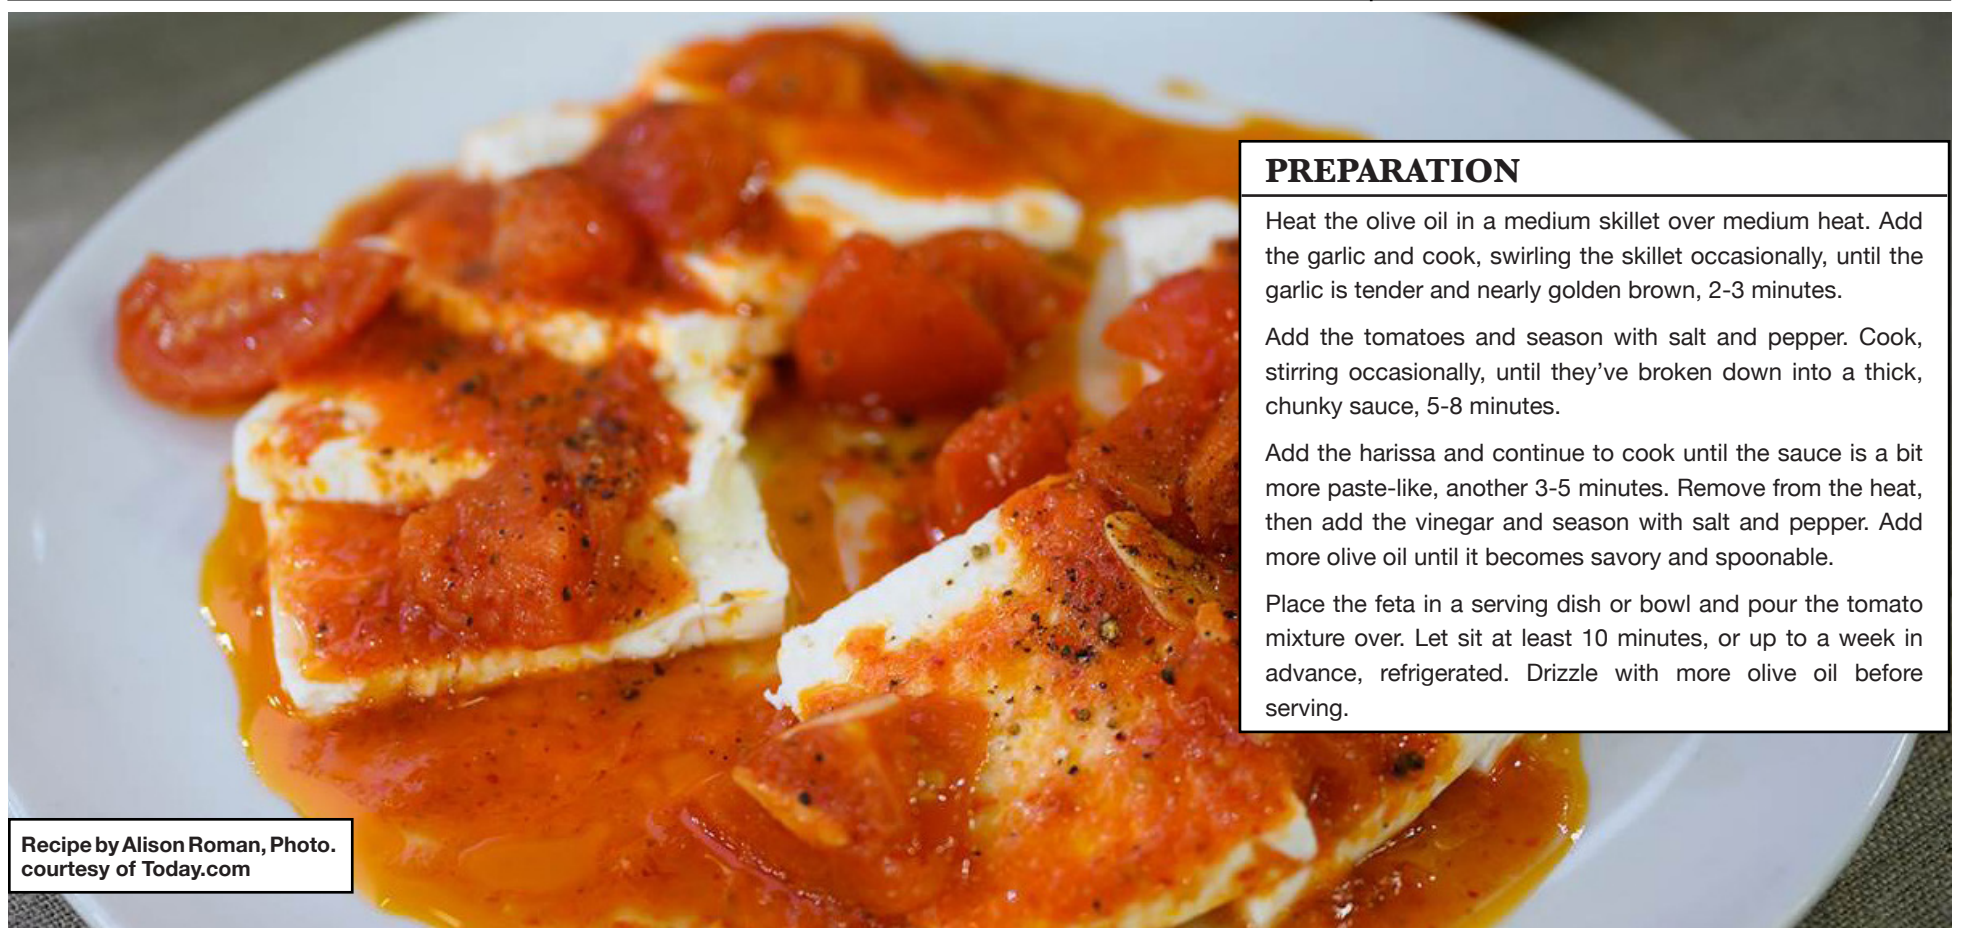 PREPARATION
Heat the olive oil in a medium skillet over medium heat. Add
the garlic and cook, swirling the skillet occasionally, until the
garlic is tender and nearly golden brown, 2-3 minutes.
Add the tomatoes and season with salt and pepper. Cook,
stirring occasionally, until they’ve broken down into a thick,
chunky sauce, 5-8 minutes.
Add the harissa and continue to cook until the sauce is a bit
more paste-like, another 3-5 minutes. Remove from the heat,
then add the vinegar and season with salt and pepper. Add
more olive oil until it becomes savory and spoonable.
Place the feta in a serving dish or bowl and pour the tomato
mixture over. Let sit at least 10 minutes, or up to a week in
advance, refrigerated. Drizzle with more olive oil before
serving.
Recipe by Alison Roman, Photo.
courtesy of Today.com